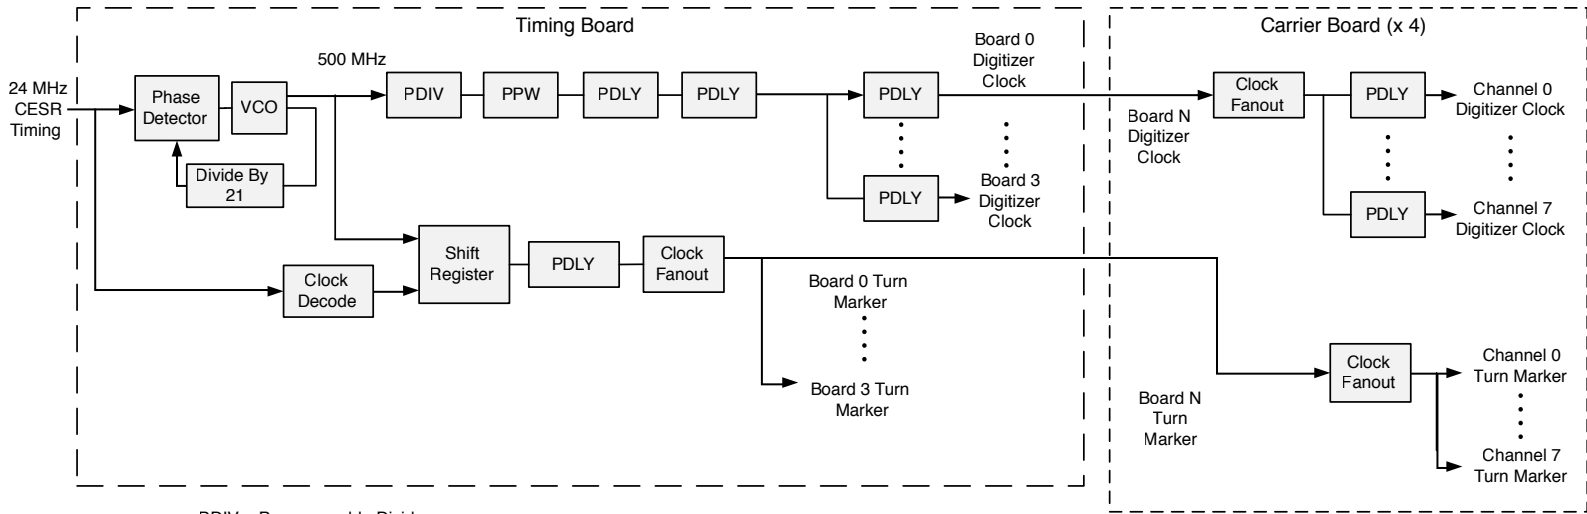 Timing Board
Carrier Board (x 4)
24 MHz
CESR
Timing
Phase
Detector
VCO
Divide By
21
500 MHz
PDIV
PPW
PDLY
PDLY
PDLY
Board 0
Digitizer
Clock
PDLY
Board 3
Digitizer
Clock
Board N
Digitizer
Clock
Clock
Fanout
PDLY
Channel 0
Digitizer Clock
PDLY
Channel 7
Digitizer Clock
Clock
Decode
Shift
Register
PDLY
Clock
Fanout
Board 0 Turn
Marker
Board 3 Turn
Marker
Board N
Turn
Marker
Clock
Fanout
Channel 0
Turn Marker
Channel 7
Turn Marker